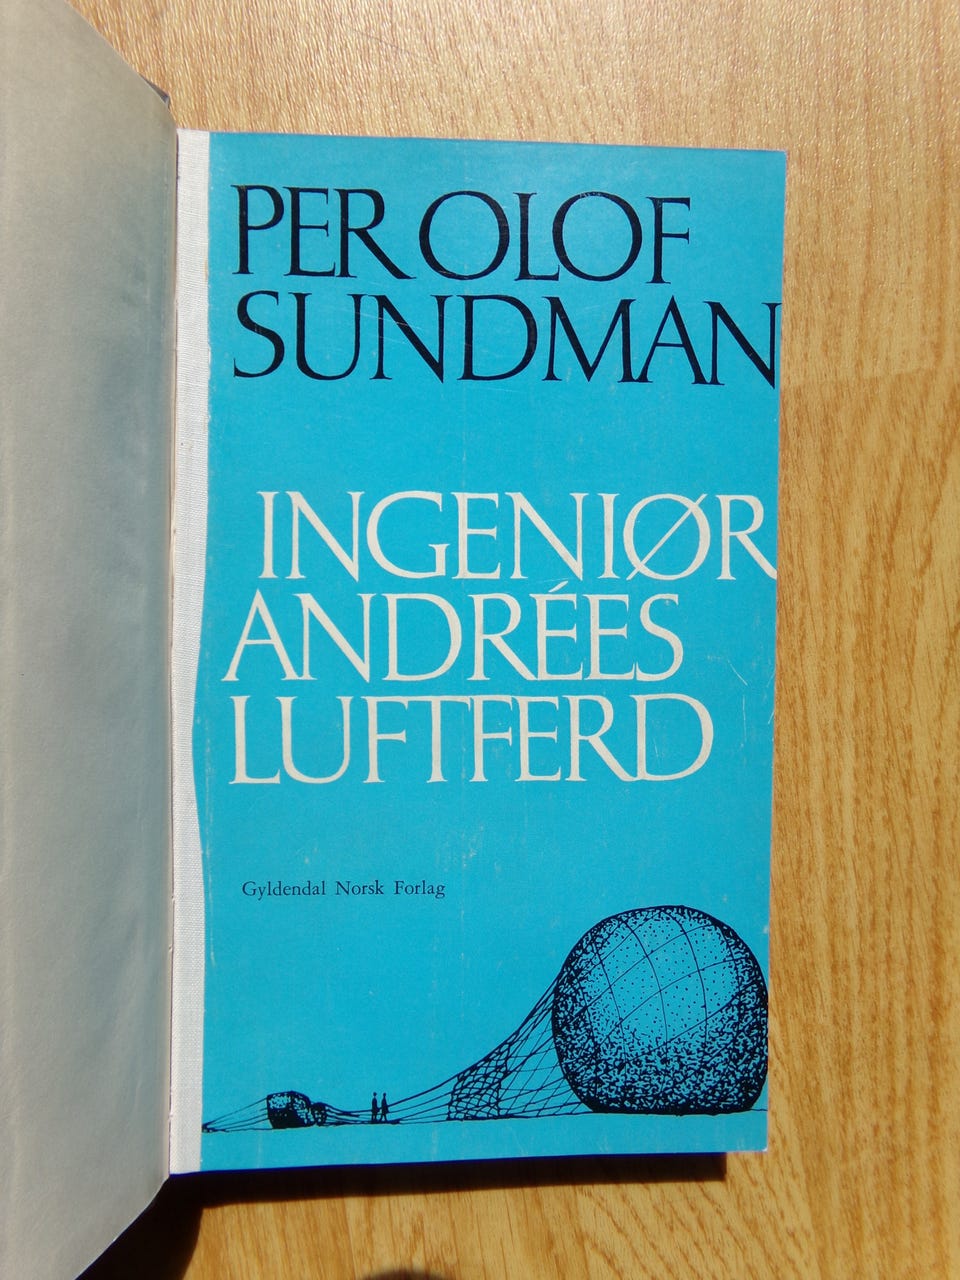 PER OLOF
SUNDMAN
INGENIØR
ANDRÉES
LUFTFERD
Gyldendal Norsk Forlag